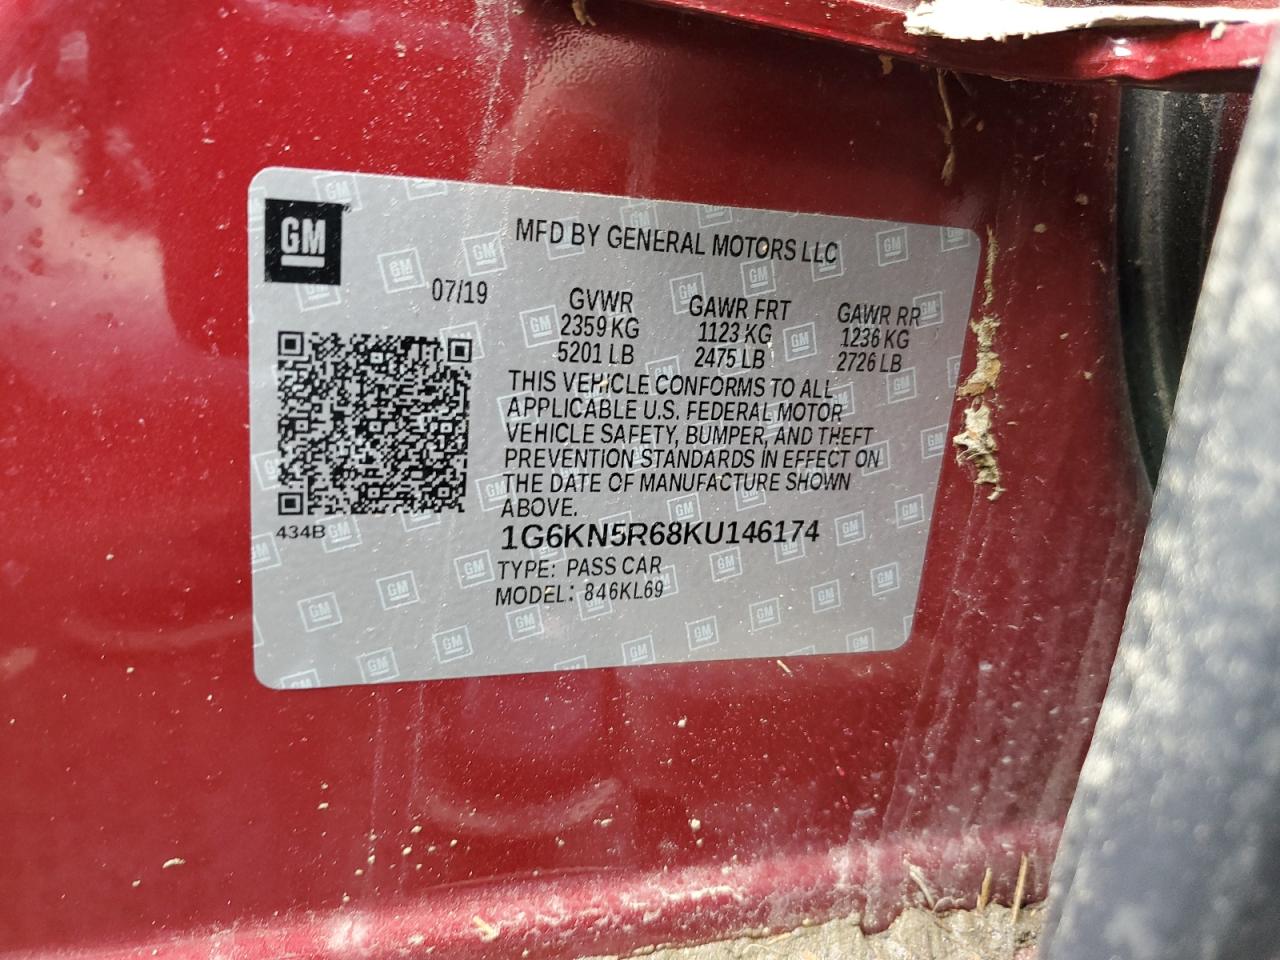 GM
MFD BY GENERAL MOTORS LLC
07/19
GVWR GAWR FRT GAWR RR
2359 KG 1123 KG 1236 KG
5201 LB 2475 LB 2726 LB
THIS VEHICLE CONFORMS TO ALL
APPLICABLE U.S. FEDERAL MOTOR
VEHICLE SAFETY, BUMPER, AND THEFT
PREVENTION STANDARDS IN EFFECT ON
THE DATE OF MANUFACTURE SHOWN
ABOVE.
434B
1G6KN5R68KU146174
TYPE: PASS CAR
MODEL: 846KL69